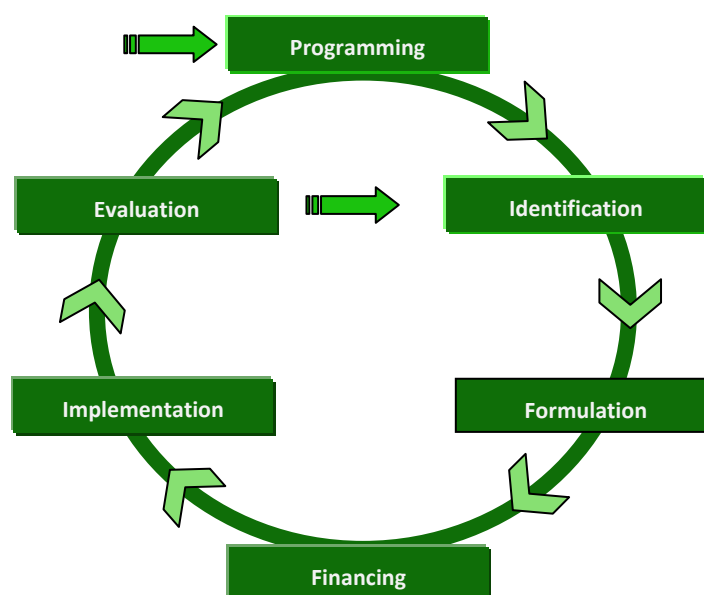 Programming
Evaluation
Identification
Implementation
Formulation
Financing